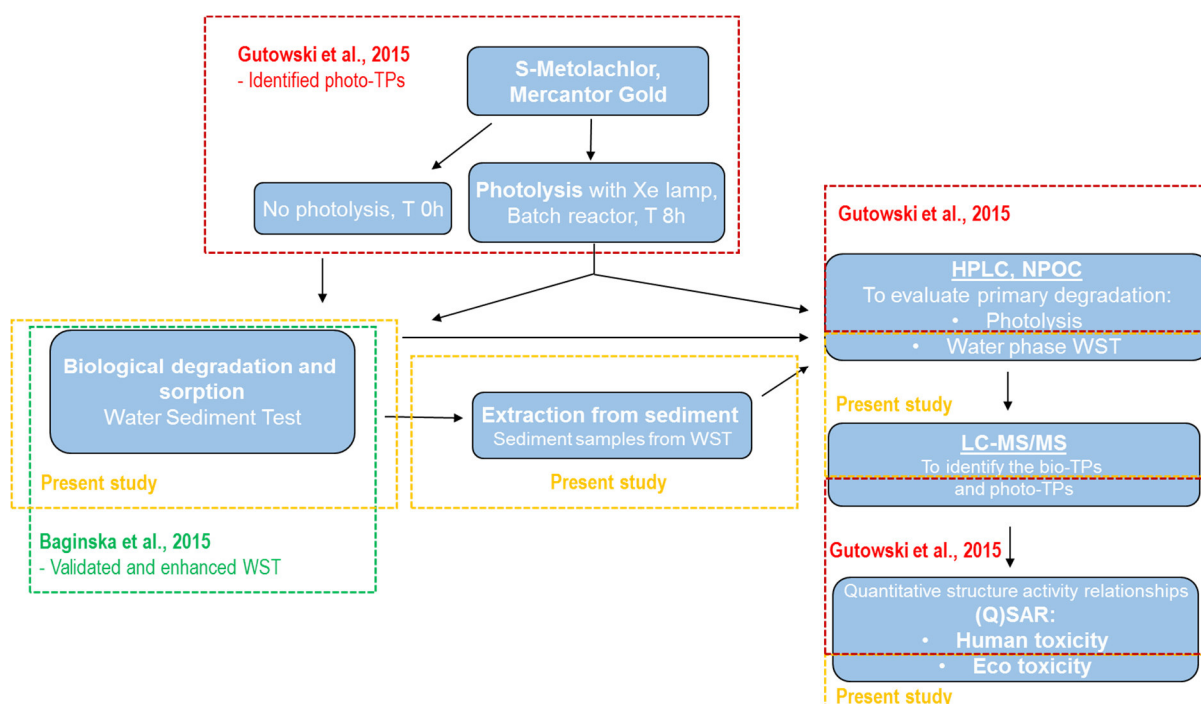 Gutowski et al., 2015
- Identified photo-TPs
S-Metolachlor,
Mercantor Gold
No photolysis, T 0h
Photolysis with Xe lamp,
Batch reactor, T 8h
Biological degradation and
sorption
Water Sediment Test
Present study
Baginska et al., 2015
- Validated and enhanced WST
Extraction from sediment
Sediment samples from WST
Present study
Gutowski et al., 2015
HPLC, NPOC
To evaluate primary degradation:
• Photolysis
• Water phase WST
Present study
LC-MS/MS
To identify the bio-TPs
and photo-TPs
Gutowski et al., 2015
Quantitative structure activity relationships
(Q)SAR:
• Human toxicity
• Eco toxicity
Present study